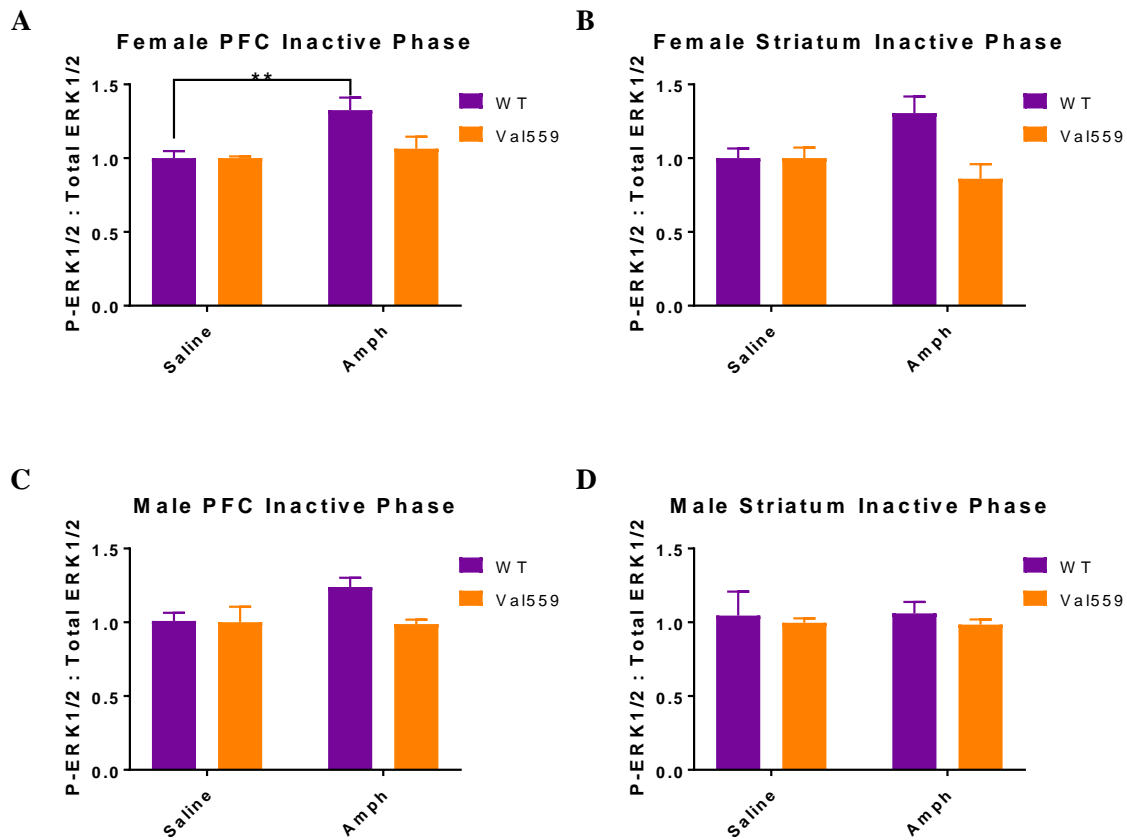 A
Female PFC Inactive Phase
P-ERK1/2 : Total ERK1/2
1.5
1.0
0.5
0.0
**
WT
Val559
Saline
Amph
B
Female Striatum Inactive Phase
P-ERK1/2 : Total ERK1/2
1.5
1.0
0.5
0.0
WT
Val559
Saline
Amph
C
Male PFC Inactive Phase
P-ERK1/2 : Total ERK1/2
1.5
1.0
0.5
0.0
WT
Val559
Saline
Amph
D
Male Striatum Inactive Phase
P-ERK1/2 : Total ERK1/2
1.5
1.0
0.5
0.0
WT
Val559
Saline
Amph